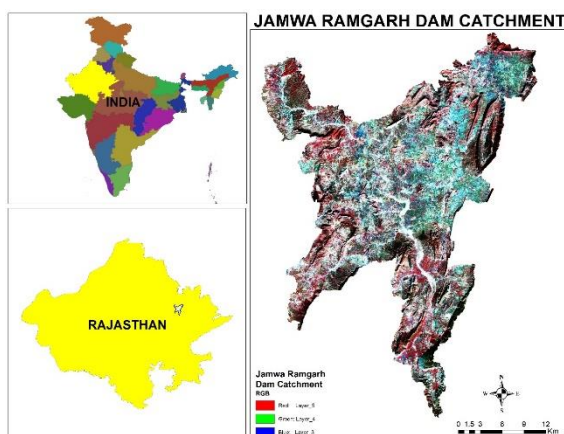 JAMWA RAMGARH DAM CATCHMENT
INDIA
RAJASTHAN
Jamwa Ramgarh
Dam Catchment
RGB
Red: Layer_5
Green: Layer_4
Blue: Layer_3
N
W E
S
0 1.5 3 6 9 12
Km